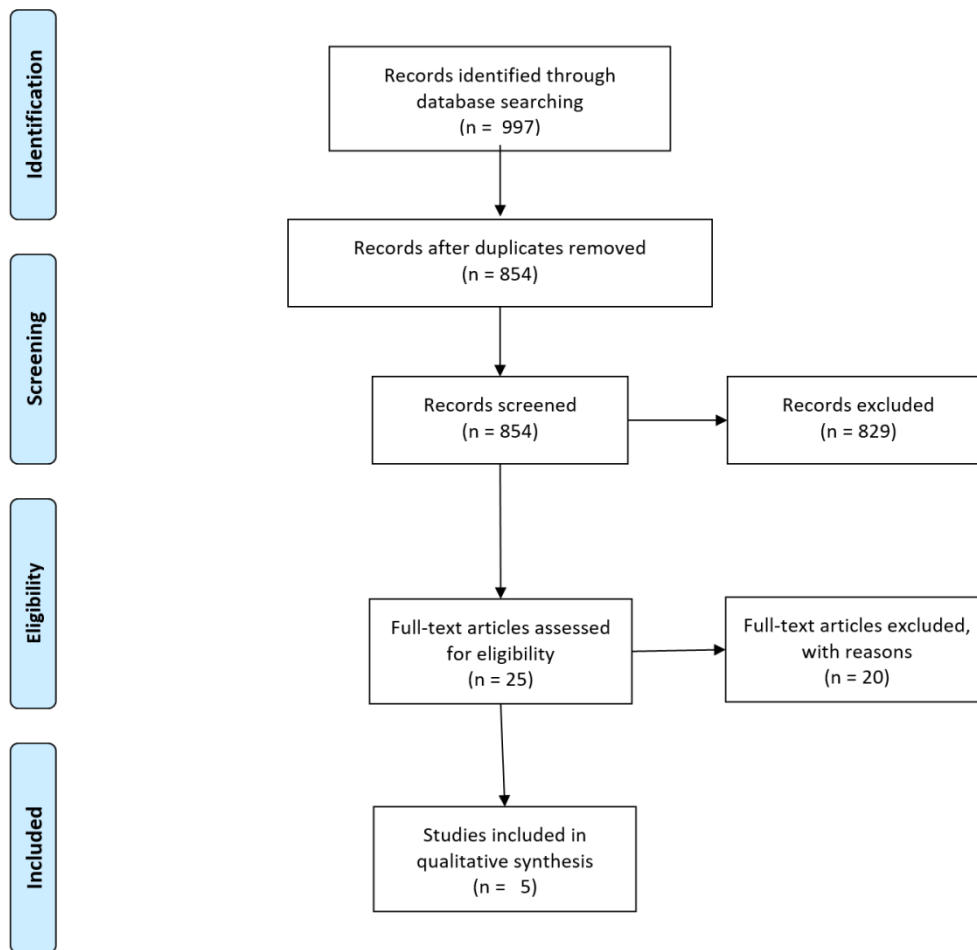 Identification
Records identified through
database searching
(n = 997)
Records after duplicates removed
(n = 854)
Screening
Records screened
(n = 854)
Records excluded
(n = 829)
Eligibility
Full-text articles assessed
for eligibility
(n = 25)
Full-text articles excluded,
with reasons
(n = 20)
Included
Studies included in
qualitative synthesis
(n = 5)